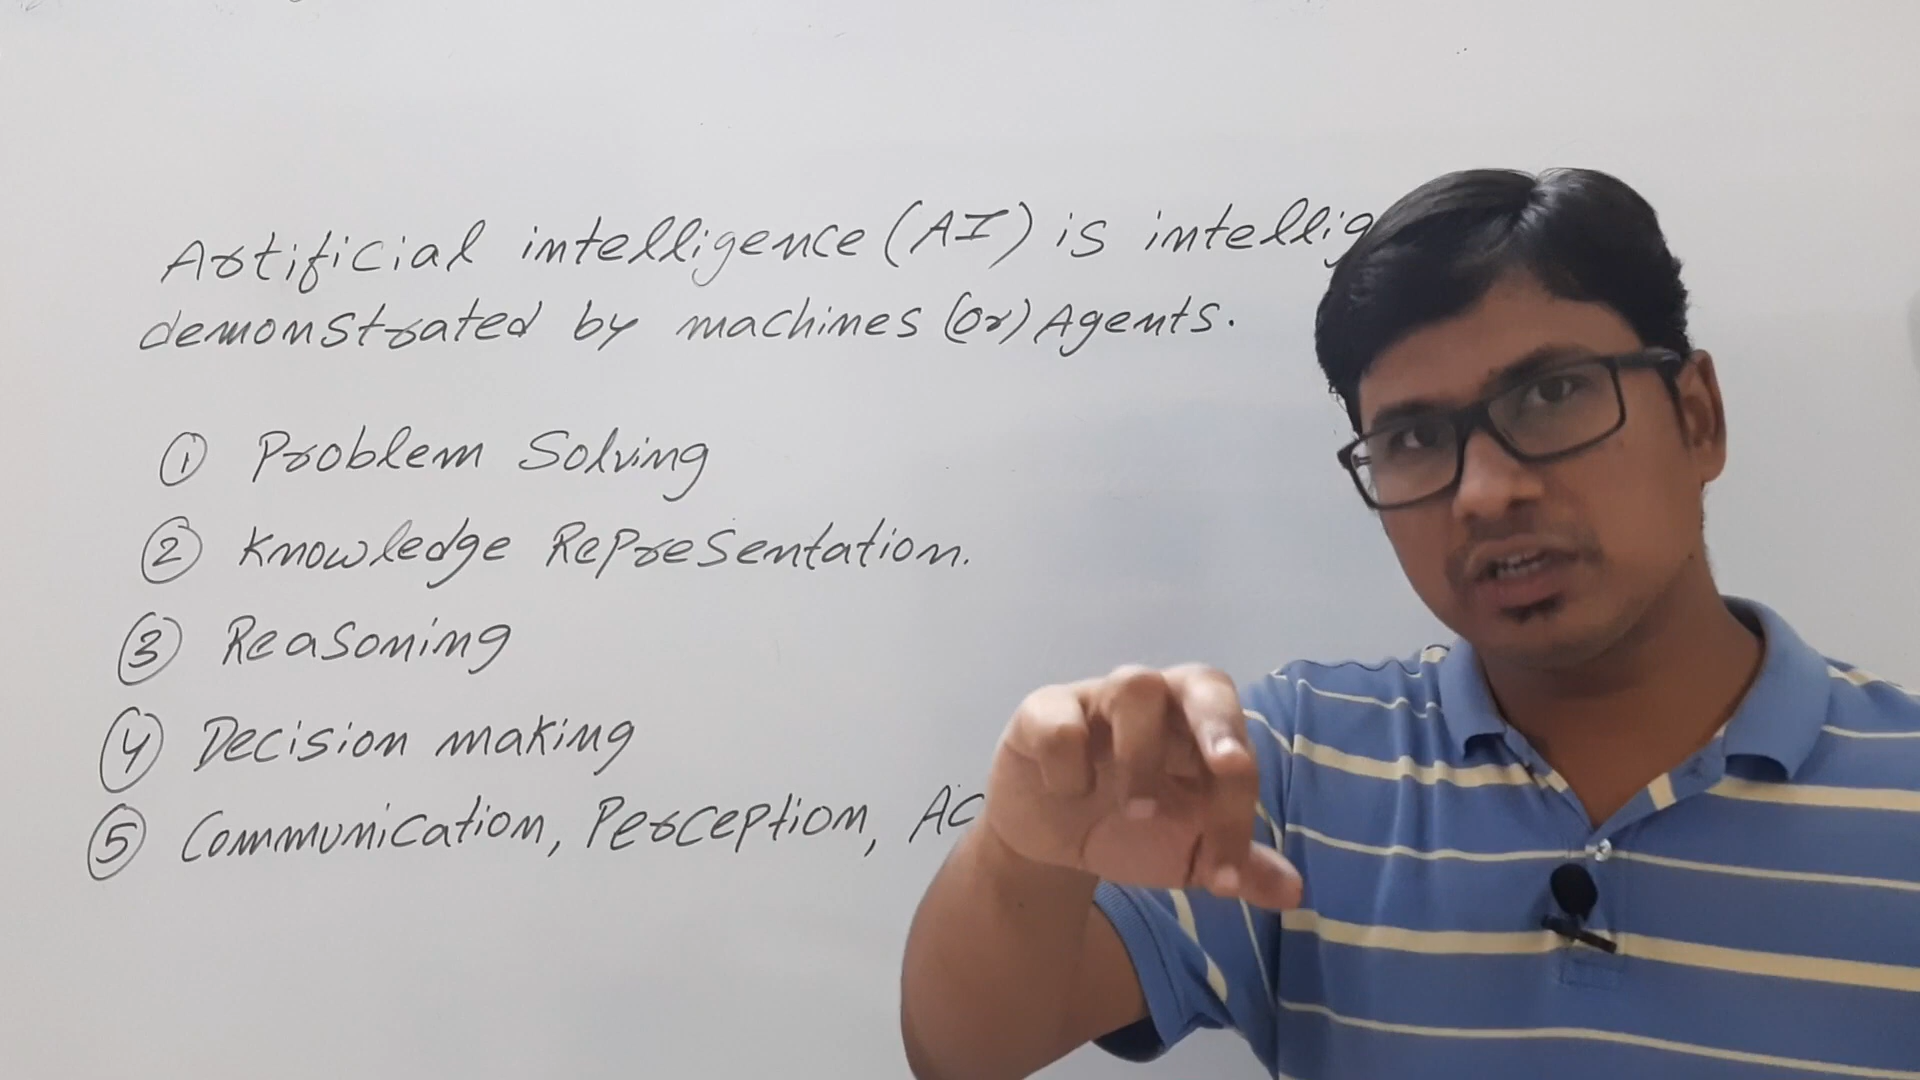 Artificial intelligence (AI) is intellig
demonstrated by machines (or) Agents.
① Problem Solving
② Knowledge Representation.
③ Reasoning
④ Decision making
⑤ Communication, Perception, Ac